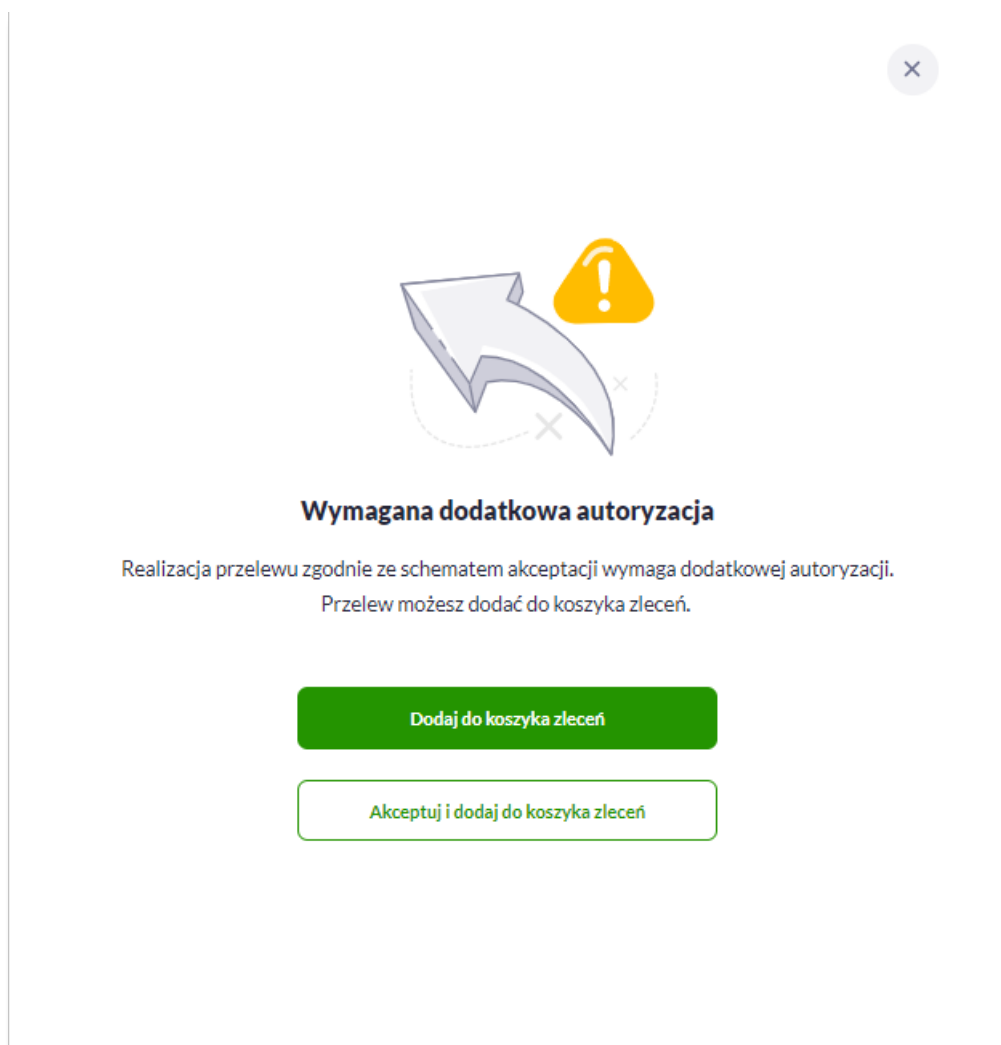 Wymagana dodatkowa autoryzacja
Realizacja przelewu zgodnie ze schematem akceptacji wymaga dodatkowej autoryzacji.
Przelew możesz dodać do koszyka zleceń.
Dodaj do koszyka zleceń
Akceptuj i dodaj do koszyka zleceń